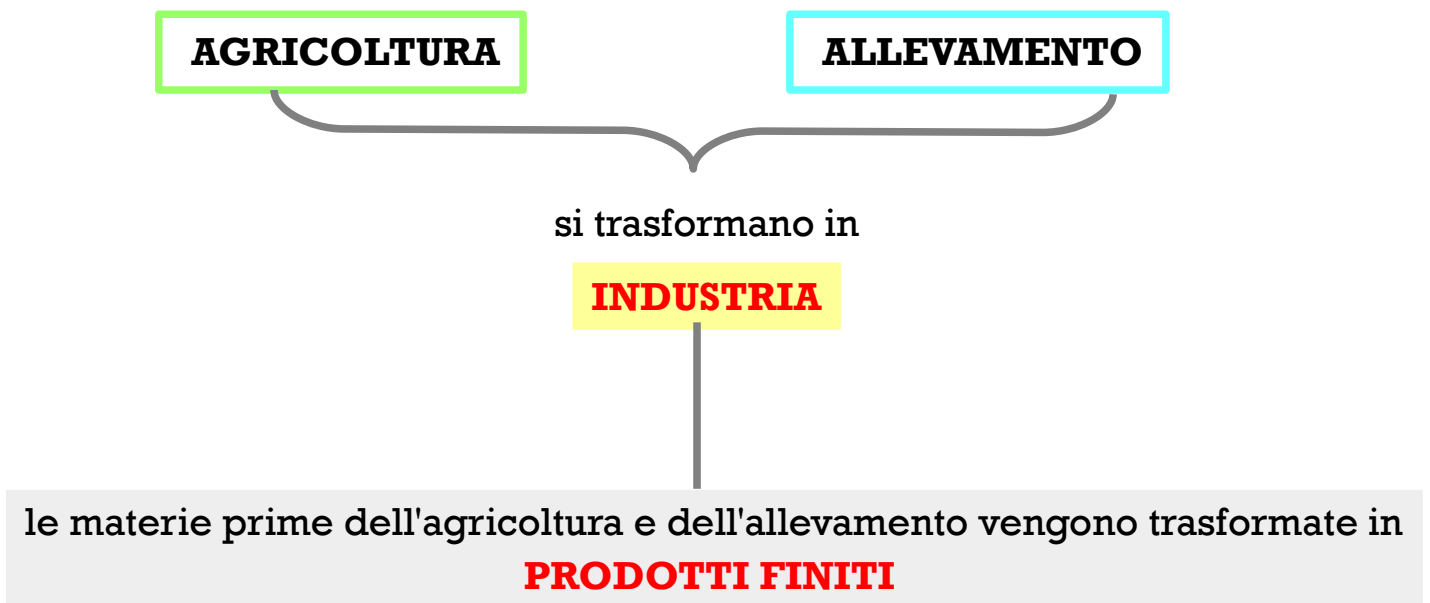 AGRICOLTURA
ALLEVAMENTO
si trasformano in
INDUSTRIA
le materie prime dell'agricoltura e dell'allevamento vengono trasformate in
PRODOTTI FINITI